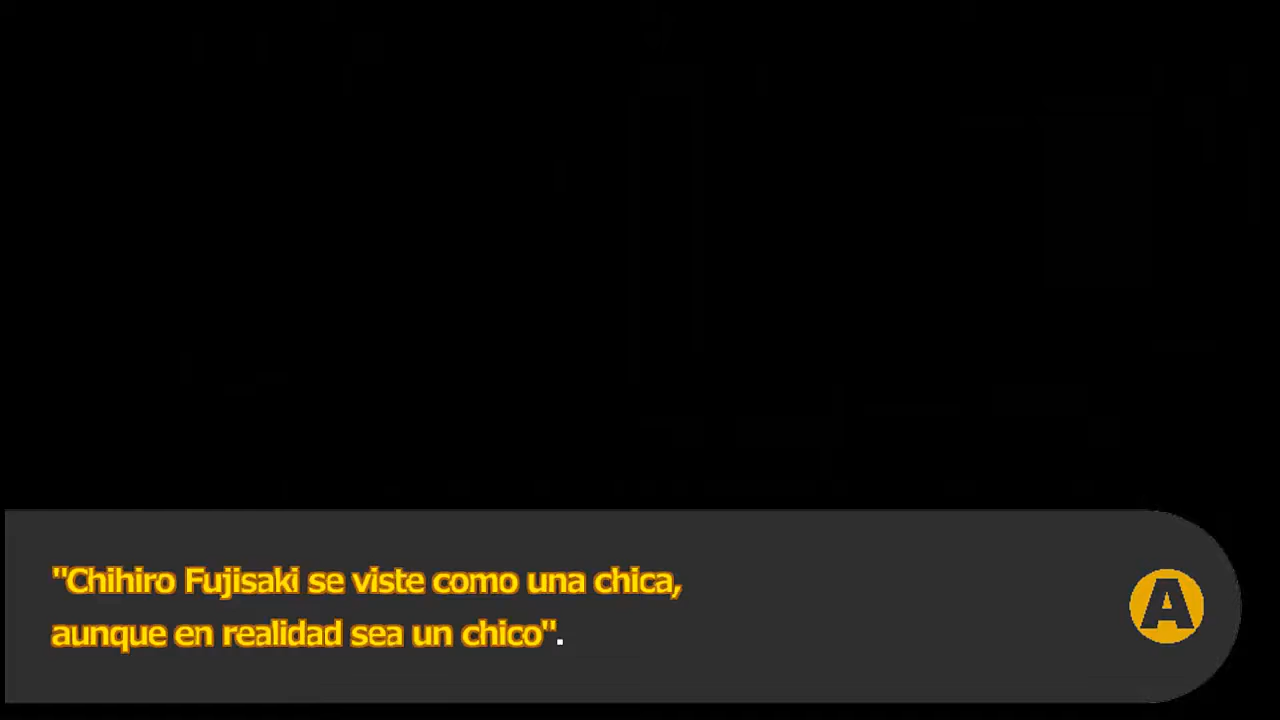 "Chihiro Fujisaki se viste como una chica,
aunque en realidad sea un chico".
A